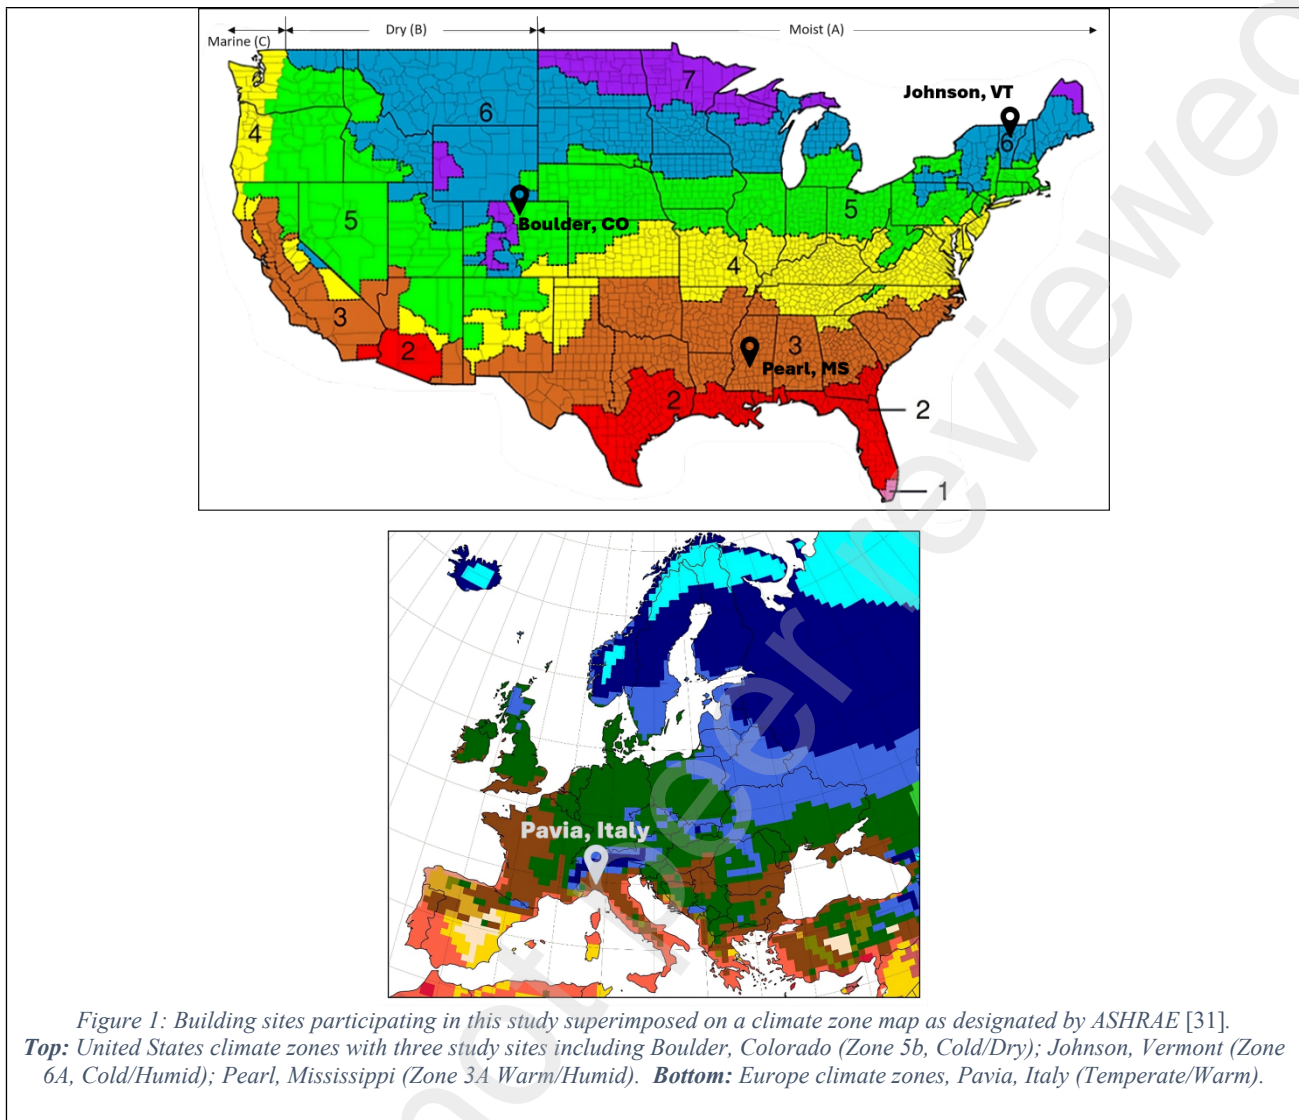 Marine (C)
Dry (B)
Moist (A)
7
Johnson, VT
6
4
6
5
Boulder, CO
5
4
3
2
3
Pearl, MS
2
2
1
Pavia, Italy
Figure 1: Building sites participating in this study superimposed on a climate zone map as designated by ASHRAE [31].
Top: United States climate zones with three study sites including Boulder, Colorado (Zone 5b, Cold/Dry); Johnson, Vermont (Zone
6A, Cold/Humid); Pearl, Mississippi (Zone 3A Warm/Humid). Bottom: Europe climate zones, Pavia, Italy (Temperate/Warm).
not peer reviewed